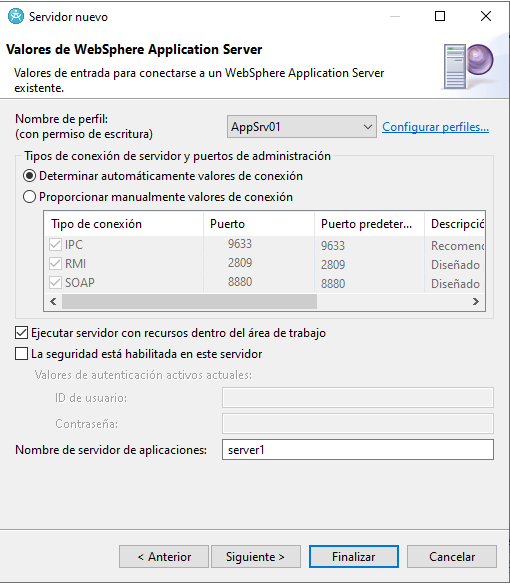 Servidor nuevo
Valores de WebSphere Application Server
Valores de entrada para conectarse a un WebSphere Application Server
existente.
Nombre de perfil:
(con permiso de escritura)
AppSrv01
Configurar perfiles...
Tipos de conexión de servidor y puertos de administración
Determinar automáticamente valores de conexión
Proporcionar manualmente valores de conexión
Tipo de conexión Puerto Puerto predeter... Descripció
IPC 9633 9633 Recomend
RMI 2809 2809 Diseñado
SOAP 8880 8880 Diseñado
Ejecutar servidor con recursos dentro del área de trabajo
La seguridad está habilitada en este servidor
Valores de autenticación activos actuales:
ID de usuario:
Contraseña:
Nombre de servidor de aplicaciones: server1
< Anterior Siguiente > Finalizar Cancelar